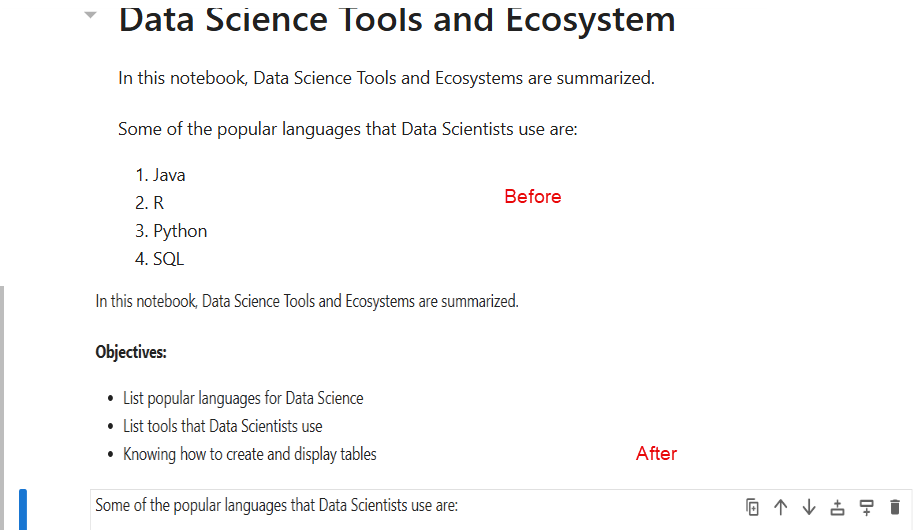 Data Science Tools and Ecosystem
In this notebook, Data Science Tools and Ecosystems are summarized.
Some of the popular languages that Data Scientists use are:
1. Java
2. R
Before
3. Python
4. SQL
In this notebook, Data Science Tools and Ecosystems are summarized.
Objectives:
• List popular languages for Data Science
• List tools that Data Scientists use
• Knowing how to create and display tables
After
Some of the popular languages that Data Scientists use are: